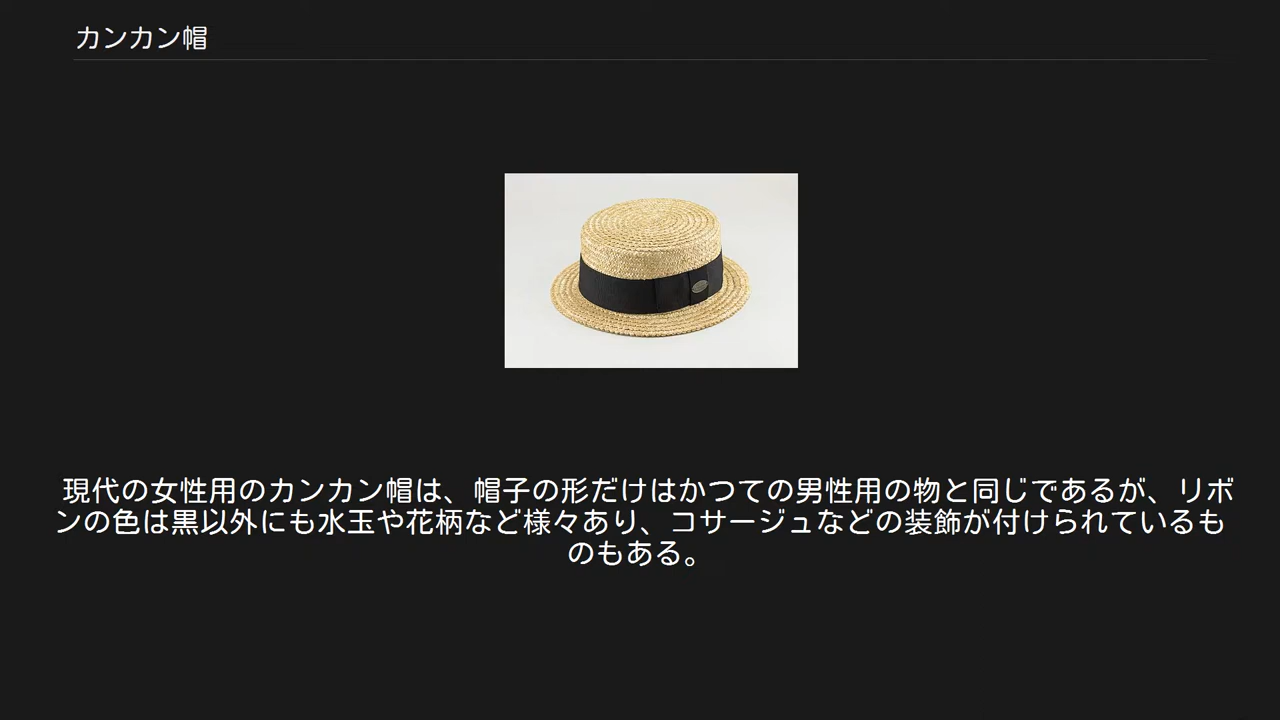 カンカン帽
現代の女性用のカンカン帽は、帽子の形だけはかつての男性用の物と同じであるが、リボ
ンの色は黒以外にも水玉や花柄など様々あり、コサージュなどの装飾が付けられているも
のもある。